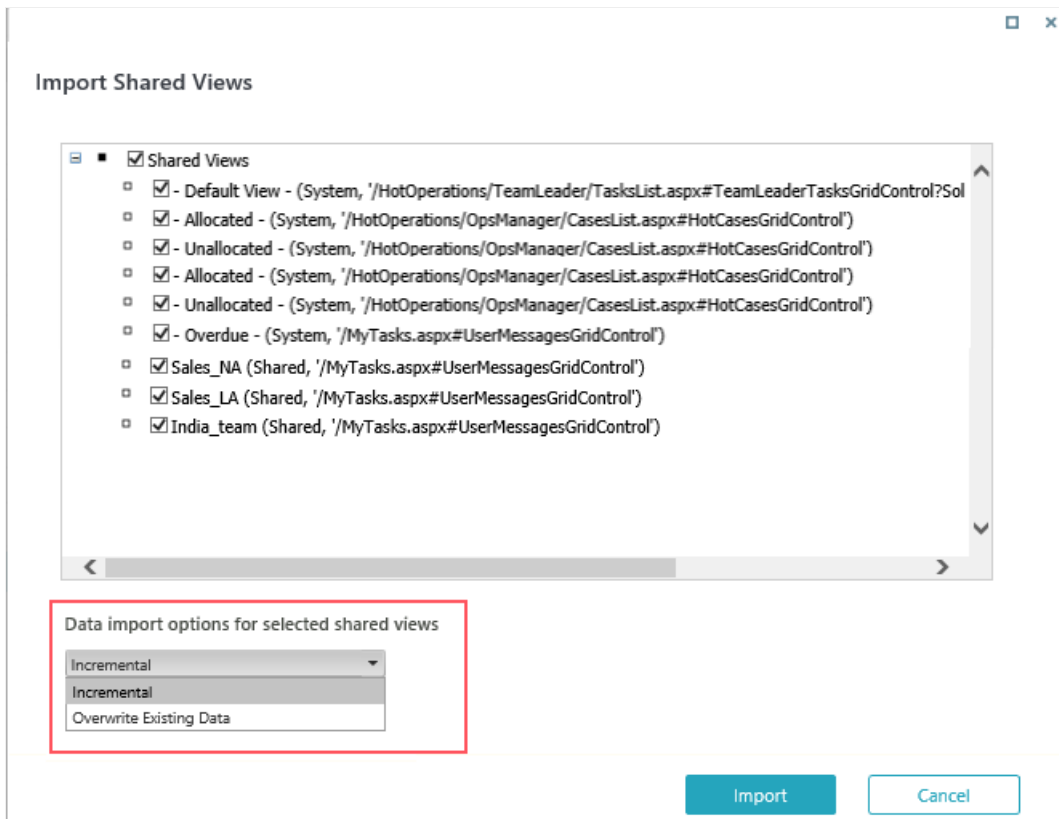 Import Shared Views
Shared Views
- Default View - (System, '/HotOperations/TeamLeader/TasksList.aspx#TeamLeaderTasksGridControl?Sol
- Allocated - (System, '/HotOperations/OpsManager/CasesList.aspx#HotCasesGridControl')
- Unallocated - (System, '/HotOperations/OpsManager/CasesList.aspx#HotCasesGridControl')
- Allocated - (System, '/HotOperations/OpsManager/CasesList.aspx#HotCasesGridControl')
- Unallocated - (System, '/HotOperations/OpsManager/CasesList.aspx#HotCasesGridControl')
- Overdue - (System, '/MyTasks.aspx#UserMessagesGridControl')
Sales_NA (Shared, '/MyTasks.aspx#UserMessagesGridControl')
Sales_LA (Shared, '/MyTasks.aspx#UserMessagesGridControl')
India_team (Shared, '/MyTasks.aspx#UserMessagesGridControl')
Data import options for selected shared views
Incremental
Incremental
Overwrite Existing Data
Import Cancel